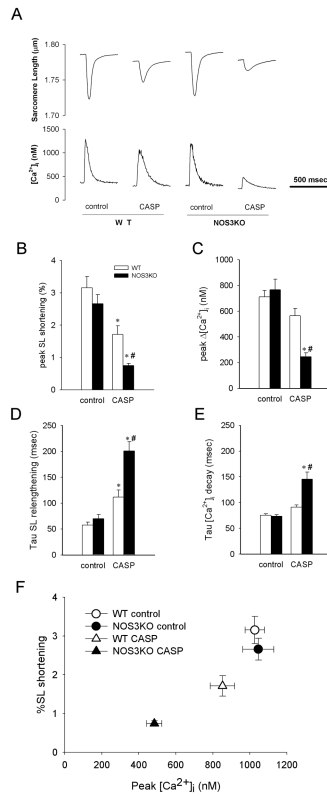 A
Sarcomere Length (μm)
1.80
1.75
1.70
[Ca2+]i (nM)
1500
1000
500
0
control CASP control CASP
500 msec
W T NOS3KO
B
peak SL shortening (%)
4
3
2
1
0
WT
NOS3KO
*
*#
control CASP
C
peak Δ[Ca2+]i (nM)
1000
800
600
400
200
0
*#
control CASP
D
Tau SL relengthening (msec)
250
200
150
100
50
0
*
*#
control CASP
E
Tau [Ca2+]i decay (msec)
250
200
150
100
50
0
*#
control CASP
F
%SL shortening
5
4
3
2
1
0
WT control
NOS3KO control
WT CASP
NOS3KO CASP
0 200 400 600 800 1000 1200
Peak [Ca2+]i (nM)